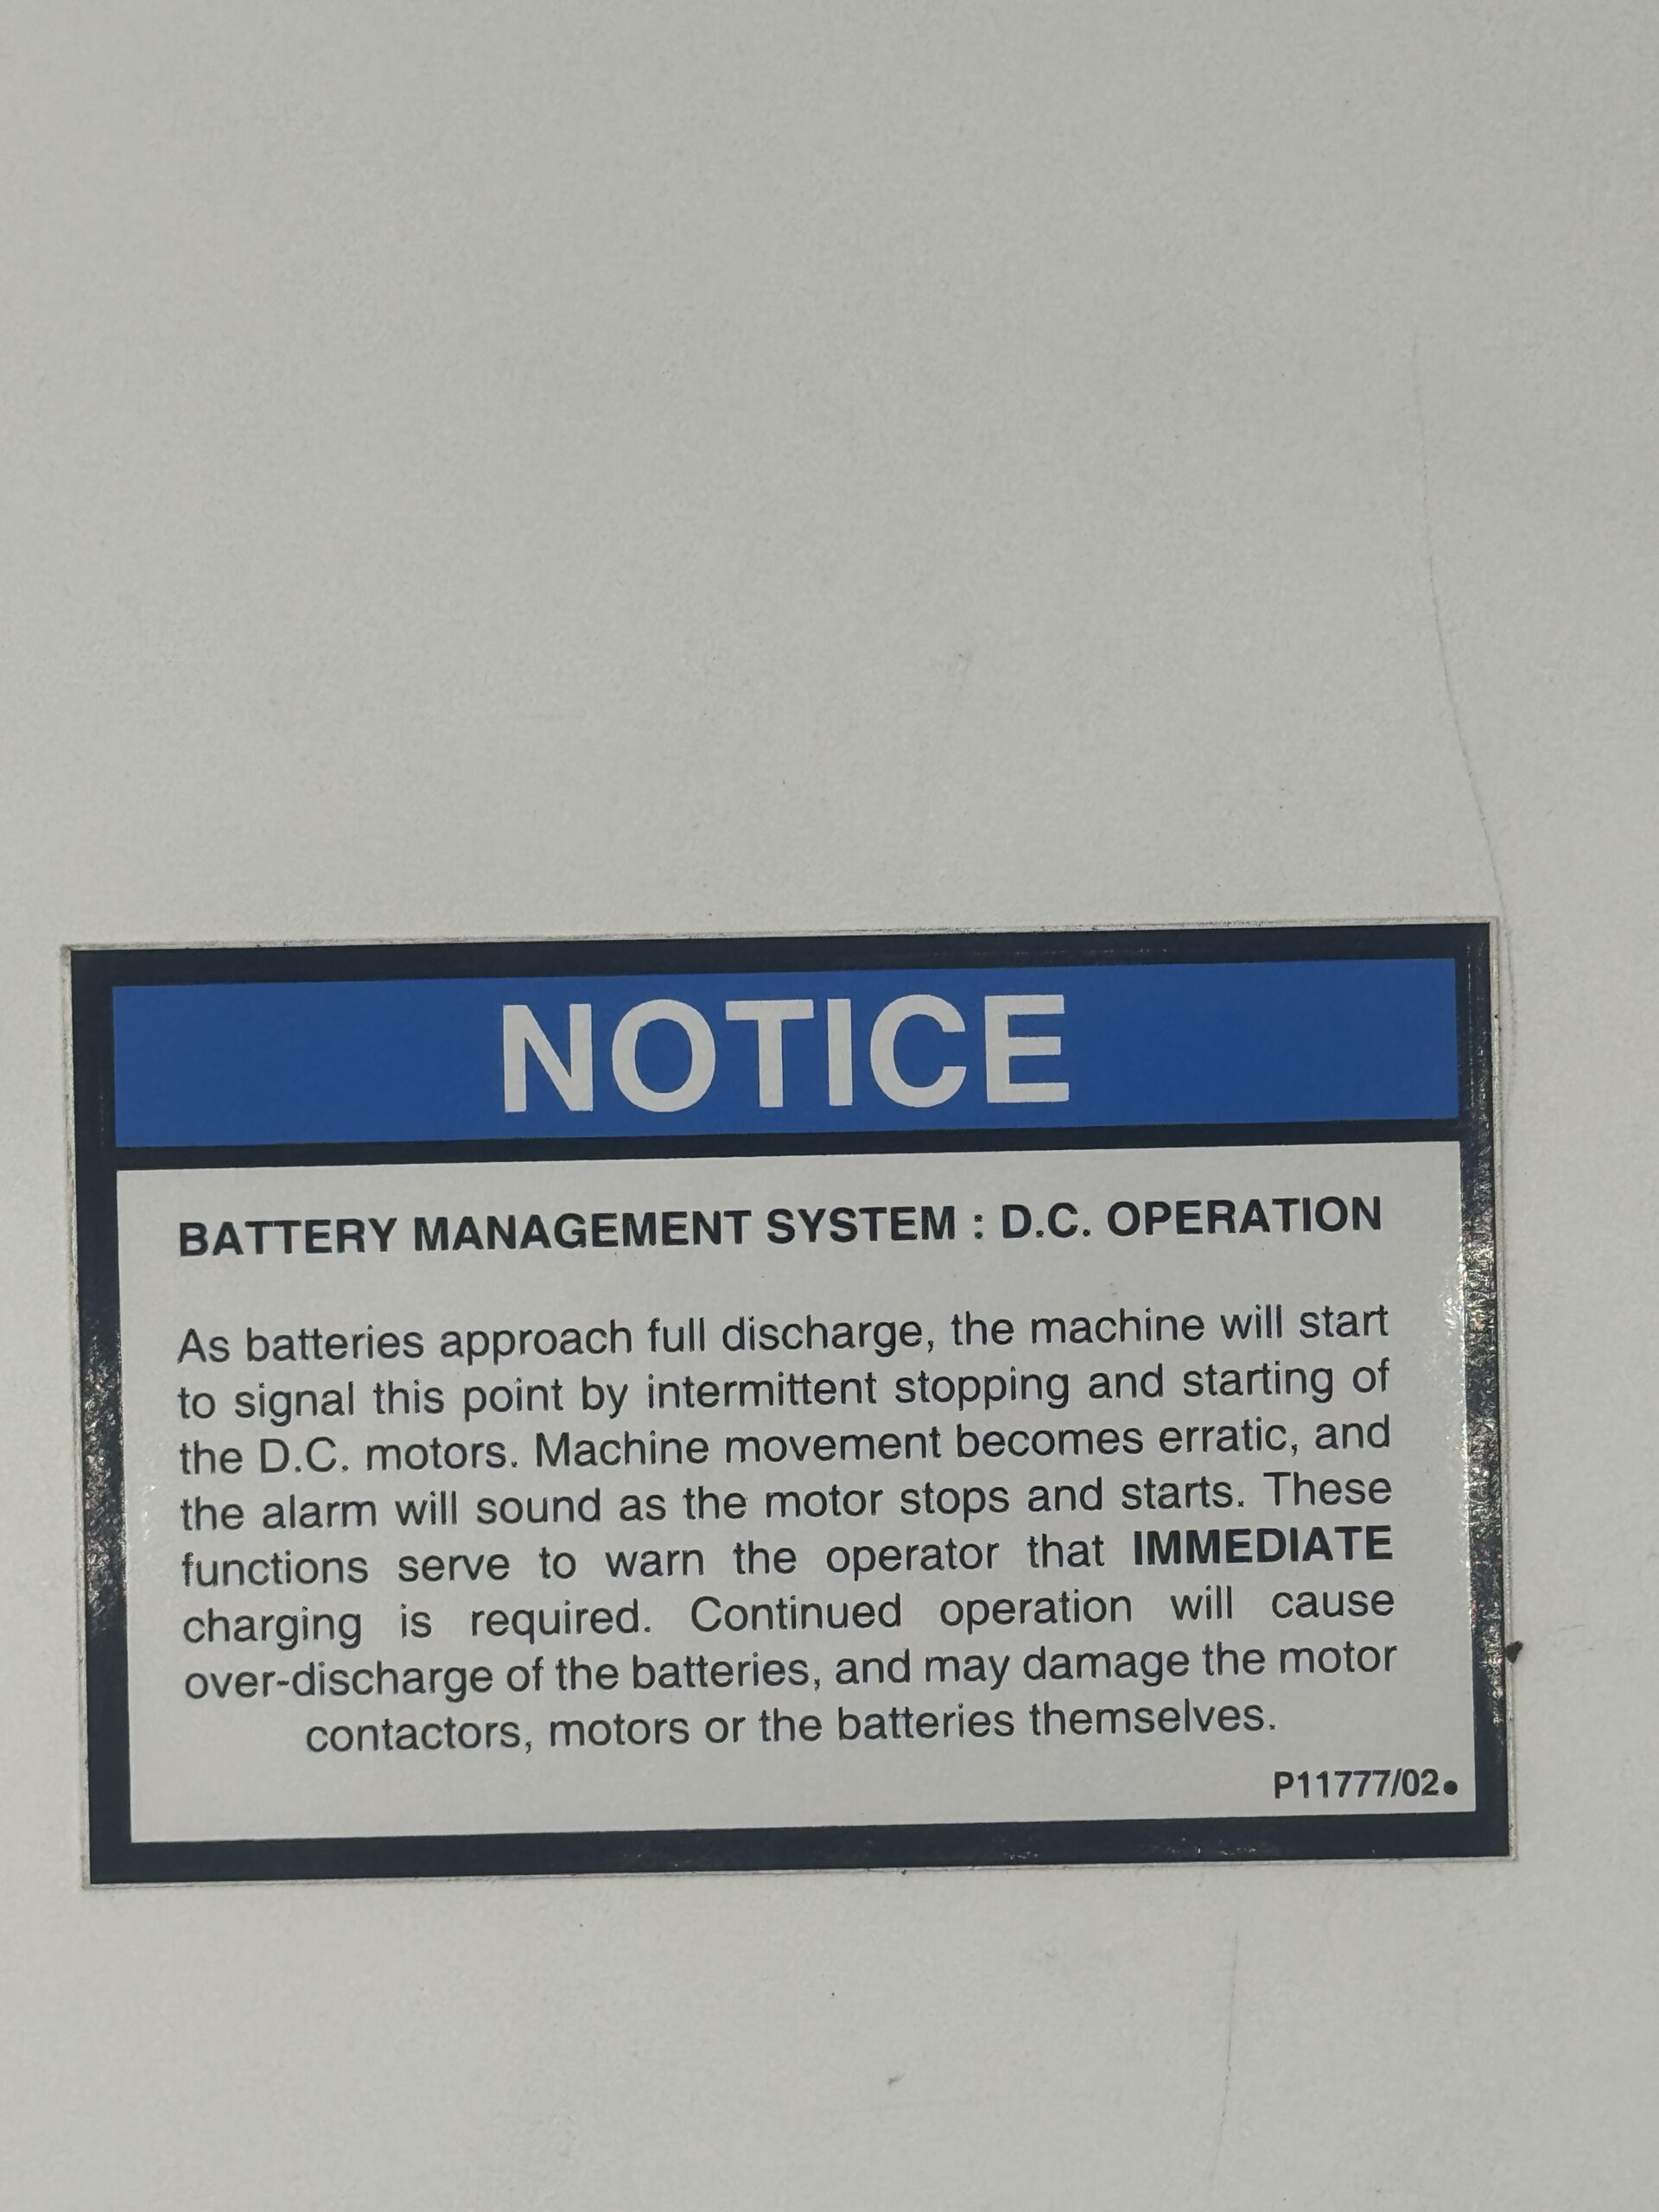 NOTICE
BATTERY MANAGEMENT SYSTEM : D.C. OPERATION
As batteries approach full discharge, the machine will start
to signal this point by intermittent stopping and starting of
the D.C. motors. Machine movement becomes erratic, and
the alarm will sound as the motor stops and starts. These
functions serve to warn the operator that IMMEDIATE
charging is required. Continued operation will cause
over-discharge of the batteries, and may damage the motor
contactors, motors or the batteries themselves.
P11777/02●